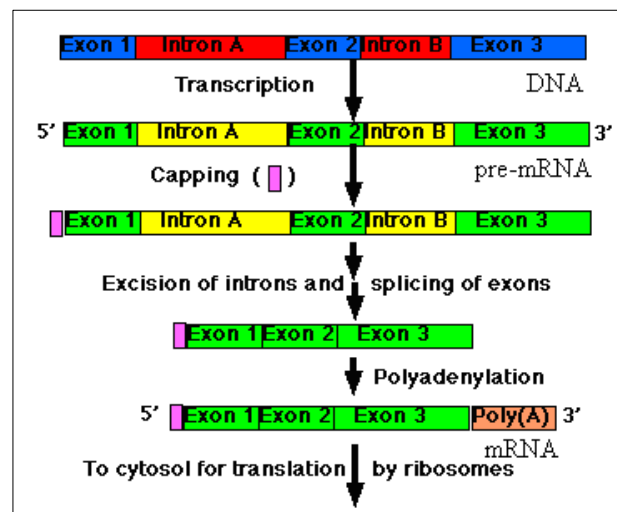 Exon 1 Intron A Exon 2 Intron B Exon 3
Transcription DNA
5' Exon 1 Intron A Exon 2 Intron B Exon 3 3'
Capping ( )
pre-mRNA
Exon 1 Intron A Exon 2 Intron B Exon 3
Excision of introns and splicing of exons
Exon 1 Exon 2 Exon 3
Polyadenylation
5' Exon 1 Exon 2 Exon 3 Poly(A) 3'
mRNA
To cytosol for translation by ribosomes